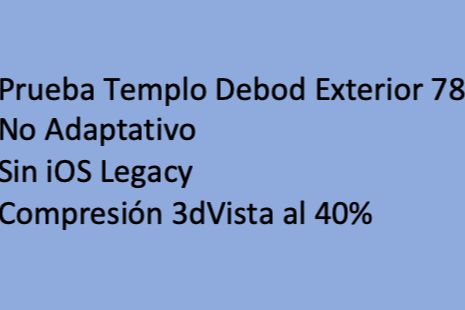 Prueba Templo Debod Exterior 78
No Adaptativo
Sin iOS Legacy
Compresión 3dVista al 40%